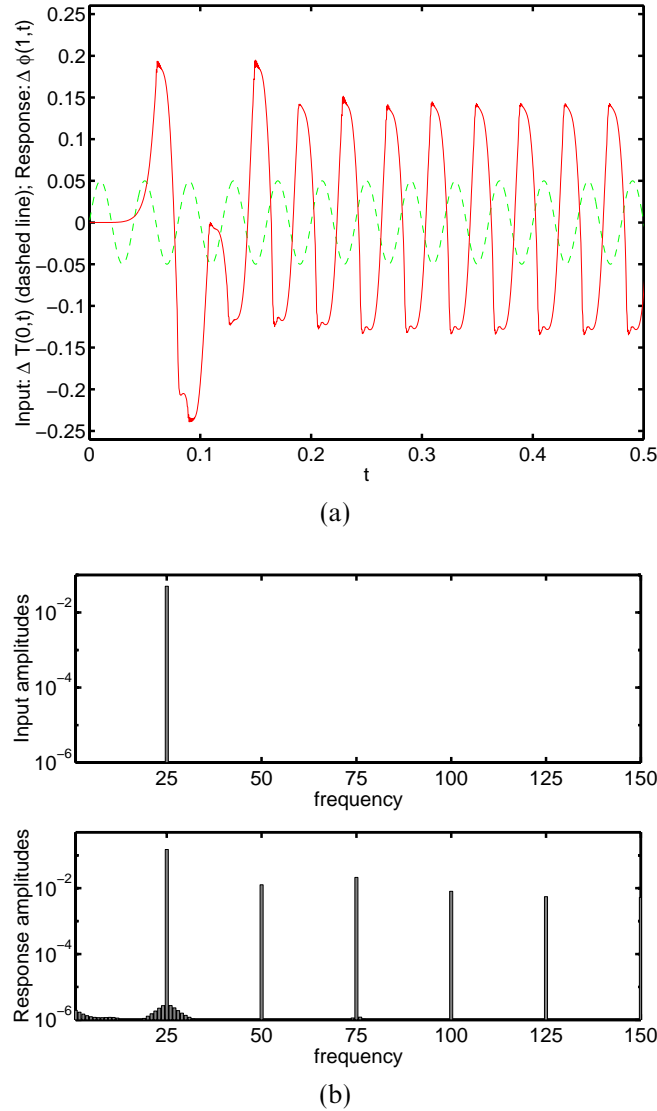 Input: Δ T(0,t) (dashed line); Response: Δ ϕ(1,t)
0.25
0.2
0.15
0.1
0.05
0
−0.05
−0.1
−0.15
−0.2
−0.25
0 0.1 0.2 0.3 0.4 0.5
t
(a)
Input amplitudes
10⁻²
10⁻⁴
10⁻⁶
25 50 75 100 125 150
frequency
Response amplitudes
10⁻²
10⁻⁴
10⁻⁶
25 50 75 100 125 150
frequency
(b)